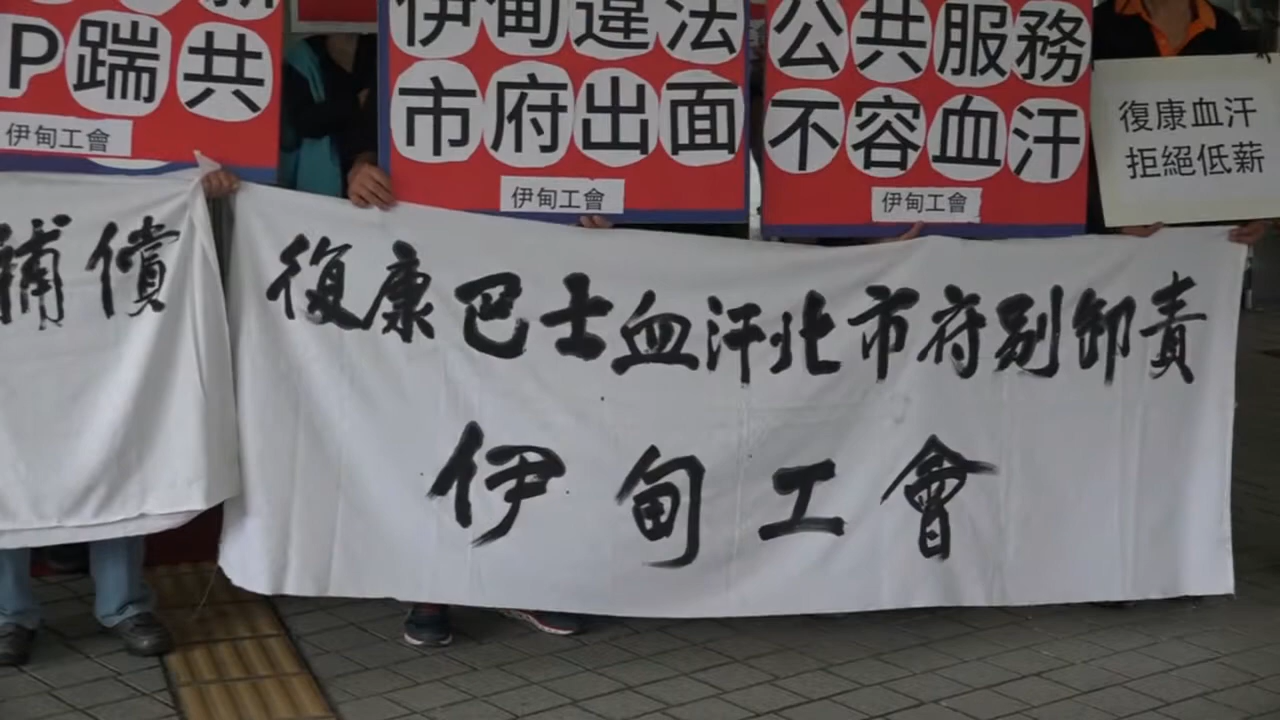 P踹共
伊甸工會
伊甸違法
市府出面
伊甸工會
公共服務
不容血汗
伊甸工會
復康血汗
拒絕低薪
補償
復康巴士血汗北市府別卸責
伊甸工會